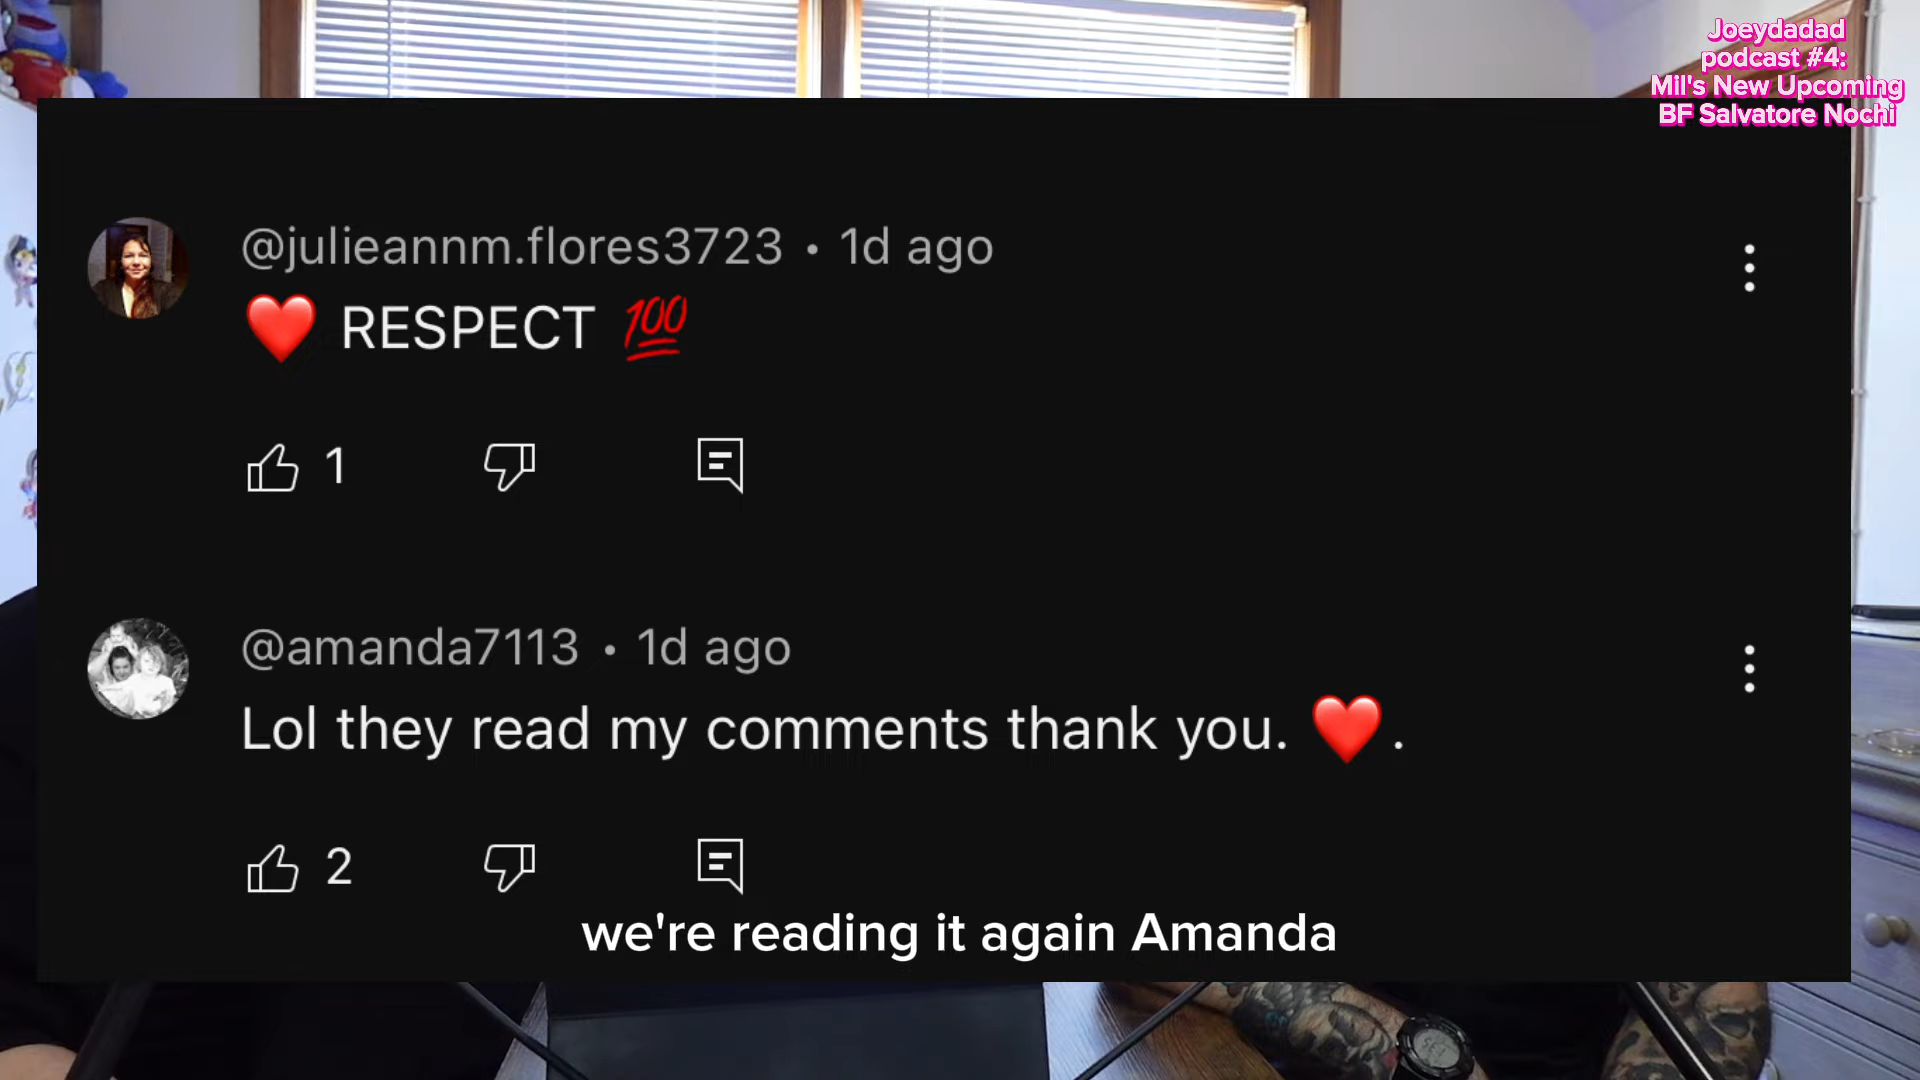 Joeydadad
podcast #4:
Mil's New Upcoming
BF Salvatore Nochi
@julieannm.flores3723 • 1d ago
❤️ RESPECT 💯
1
@amanda7113 • 1d ago
Lol they read my comments thank you. ❤️.
2
we're reading it again Amanda